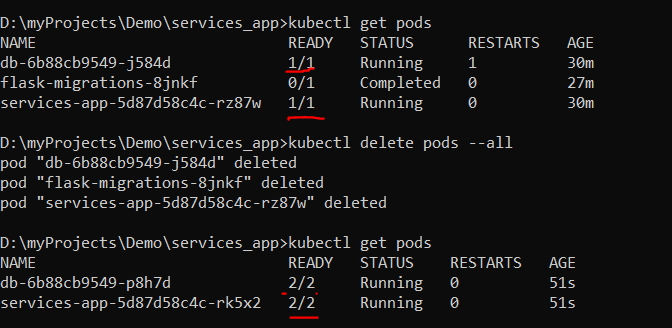 D:\myProjects\Demo\services_app>kubectl get pods
NAME READY STATUS RESTARTS AGE
db-6b88cb9549-j584d 1/1 Running 1 30m
flask-migrations-8jnkf 0/1 Completed 0 27m
services-app-5d87d58c4c-rz87w 1/1 Running 0 30m
D:\myProjects\Demo\services_app>kubectl delete pods --all
pod "db-6b88cb9549-j584d" deleted
pod "flask-migrations-8jnkf" deleted
pod "services-app-5d87d58c4c-rz87w" deleted
D:\myProjects\Demo\services_app>kubectl get pods
NAME READY STATUS RESTARTS AGE
db-6b88cb9549-p8h7d 2/2 Running 0 51s
services-app-5d87d58c4c-rk5x2 2/2 Running 0 51s